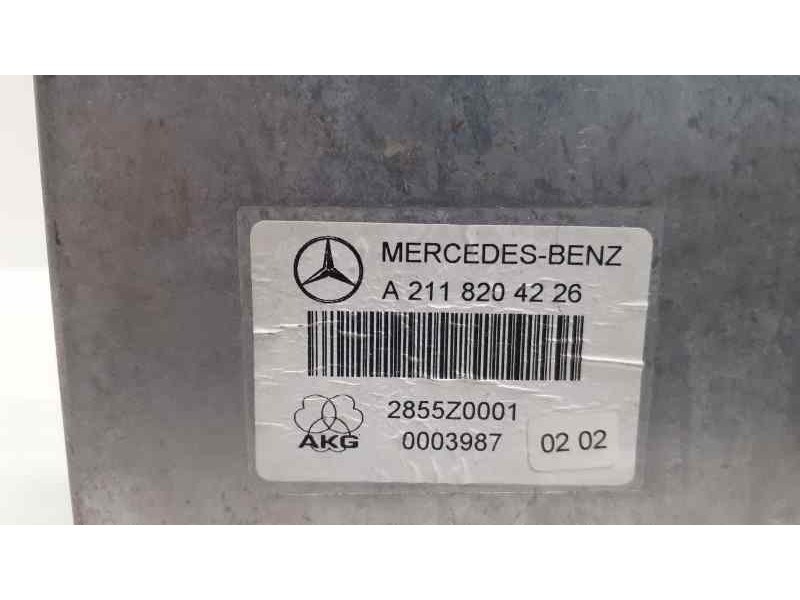 MERCEDES-BENZ
A 211 820 42 26
2855Z0001
AKG
0003987
02 02